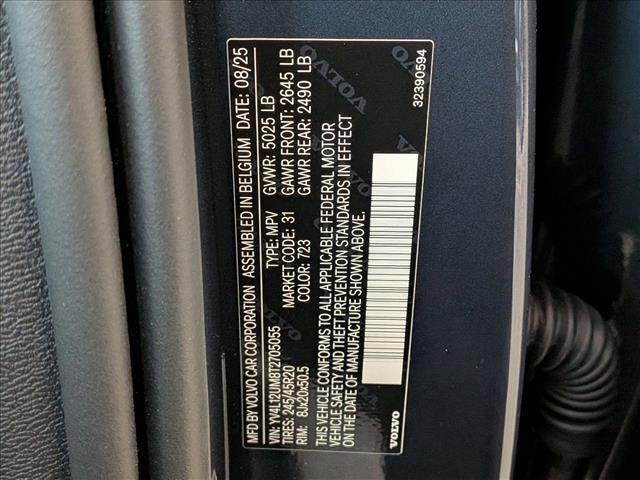 MFD BY VOLVO CAR CORPORATION ASSEMBLED IN BELGIUM DATE: 08/25
VIN: YV4L12UM8T2705055 TYPE: MPV GVWR: 5025 LB
TIRES: 245/45R20 MARKET CODE: 31 GAWR FRONT: 2645 LB
RIM: 8Jx20x50.5 COLOR: 723 GAWR REAR: 2490 LB
THIS VEHICLE CONFORMS TO ALL APPLICABLE FEDERAL MOTOR
VEHICLE SAFETY AND THEFT PREVENTION STANDARDS IN EFFECT
ON THE DATE OF MANUFACTURE SHOWN ABOVE.
VOLVO
32390594